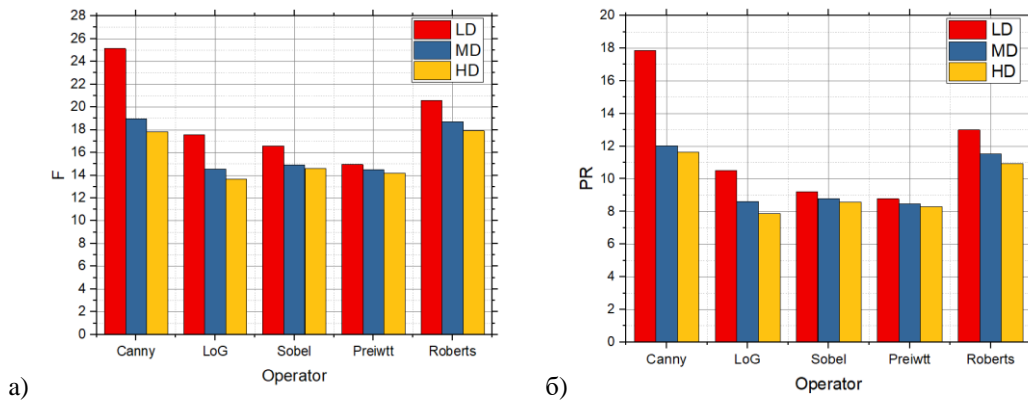 28
26
24
22
20
18
16
14
12
10
8
6
4
2
0
F
LD
MD
HD
Canny LoG Sobel Preiwtt Roberts
Operator
а)
20
18
16
14
12
10
8
6
4
2
0
PR
LD
MD
HD
Canny LoG Sobel Preiwtt Roberts
Operator
б)